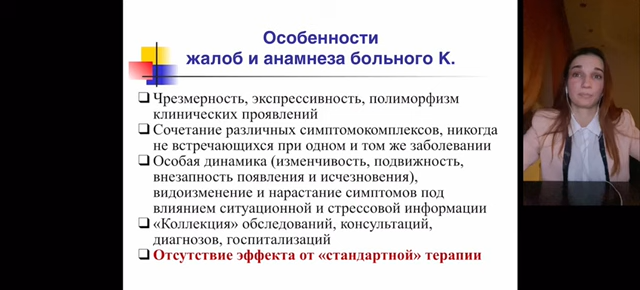 Особенности
жалоб и анамнеза больного К.
Чрезмерность, экспрессивность, полиморфизм
клинических проявлений
Сочетание различных симптомокомплексов, никогда
не встречающихся при одном и том же заболевании
Особая динамика (изменчивость, подвижность,
внезапность появления и исчезновения),
видоизменение и нарастание симптомов под
влиянием ситуационной и стрессовой информации
«Коллекция» обследований, консультаций,
диагнозов, госпитализаций
Отсутствие эффекта от «стандартной» терапии